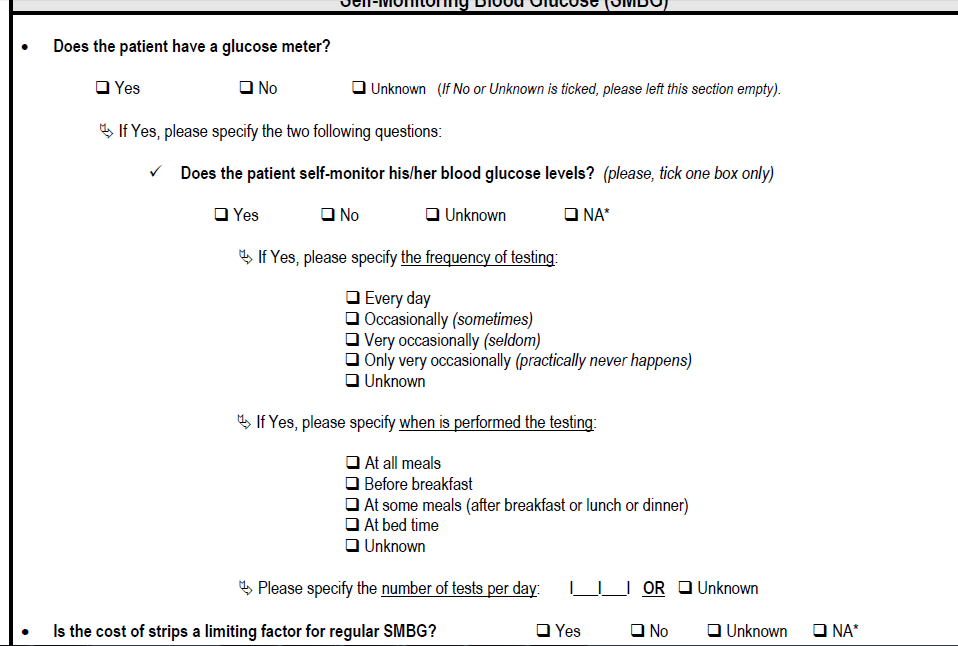 Self-Monitoring Blood Glucose (SMBG)
• Does the patient have a glucose meter?
❑ Yes ❑ No ❑ Unknown (If No or Unknown is ticked, please left this section empty).
If Yes, please specify the two following questions:
✓ Does the patient self-monitor his/her blood glucose levels? (please, tick one box only)
❑ Yes ❑ No ❑ Unknown ❑ NA*
If Yes, please specify the frequency of testing:
❑ Every day
❑ Occasionally (sometimes)
❑ Very occasionally (seldom)
❑ Only very occasionally (practically never happens)
❑ Unknown
If Yes, please specify when is performed the testing:
❑ At all meals
❑ Before breakfast
❑ At some meals (after breakfast or lunch or dinner)
❑ At bed time
❑ Unknown
Please specify the number of tests per day: I__I__I OR ❑ Unknown
• Is the cost of strips a limiting factor for regular SMBG? ❑ Yes ❑ No ❑ Unknown ❑ NA*